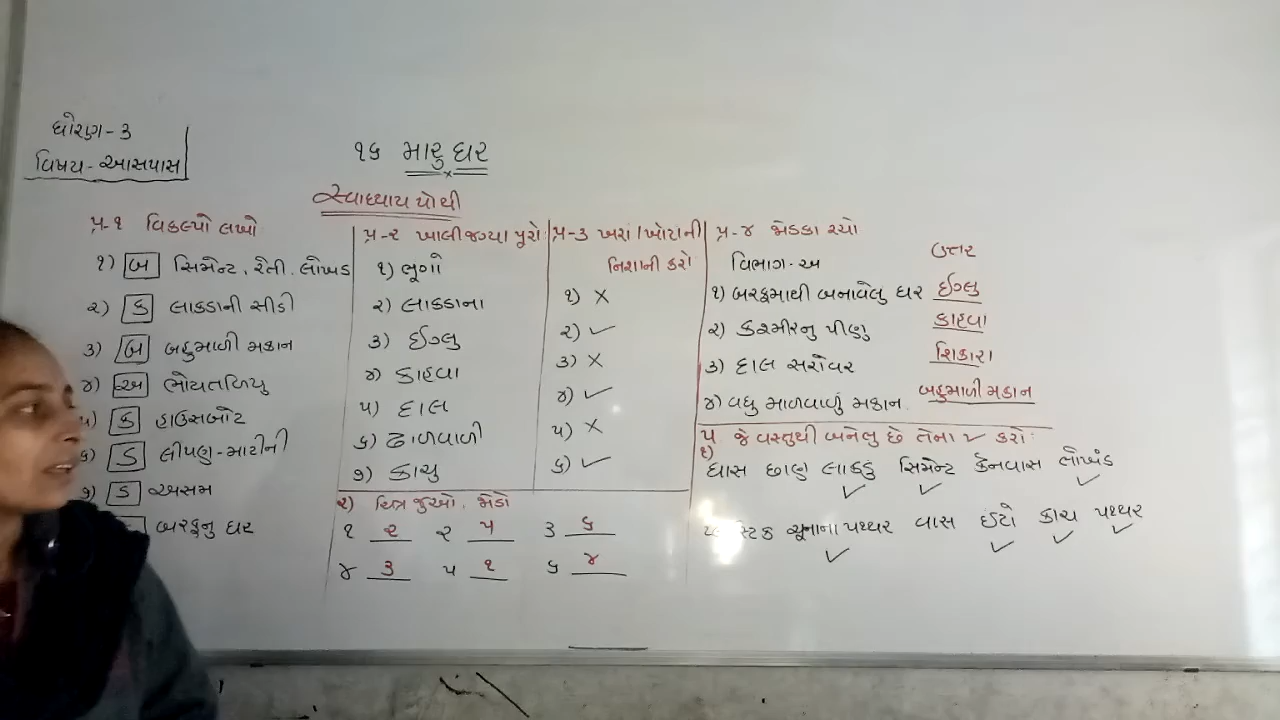 ધોરણ-૩
વિષય-આસપાસ
૧૬ મારુ ઘર
સ્વાધ્યાય પોથી
પ્ર-૧ વિકલ્પો લખો
૧) બ સિમેન્ટ, રેતી, લોખંડ
૨) ક લાકડાની સીડી
૩) બ બહુમાળી મકાન
૪) અ ભોયતળિયુ
૫) ક હાઉસબોટ
૬) ડ લીંપણ-માટીની
૭) ડ અસમ
બરફનુ ઘર
પ્ર-૨ ખાલી જગ્યા પૂરો
૧) ભૂંગો
૨) લાકડાના
૩) ઈગ્લુ
૪) કાહવા
૫) દાલ
૬) ઢાળવાળી
૭) કાચુ
પ્ર-૩ ખરાં/ખોટાની
નિશાની કરો
૧) ✗
૨) ✓
૩) ✗
૪) ✓
૫) ✗
૬) ✓
૨) ચિત્ર જુઓ, જોડો
૧ ૨ ૨ ૫ ૩ ૬
૪ ૩ ૫ ૧ ૬ ૪
પ્ર-૪ જોડકા રચો
વિભાગ-અ ઉત્તર
૧) બરફમાથી બનાવેલુ ઘર ઈગ્લુ
૨) કશ્મીરનુ પીણુ કાહવા
૩) દાલ સરોવર શિકારા
૪) વધુ માળવાળું મકાન. બહુમાળી મકાન
૫ જે વસ્તુથી બનેલુ છે તેના ✓ કરો:
૧)
ઘાસ છાણ લાકડુ ✓ સિમેન્ટ ✓ કેનવાસ લોખંડ ✓
ચૂનાના પથ્થર ✓ વાસ ઈંટો ✓ કાચ ✓ પથ્થર ✓